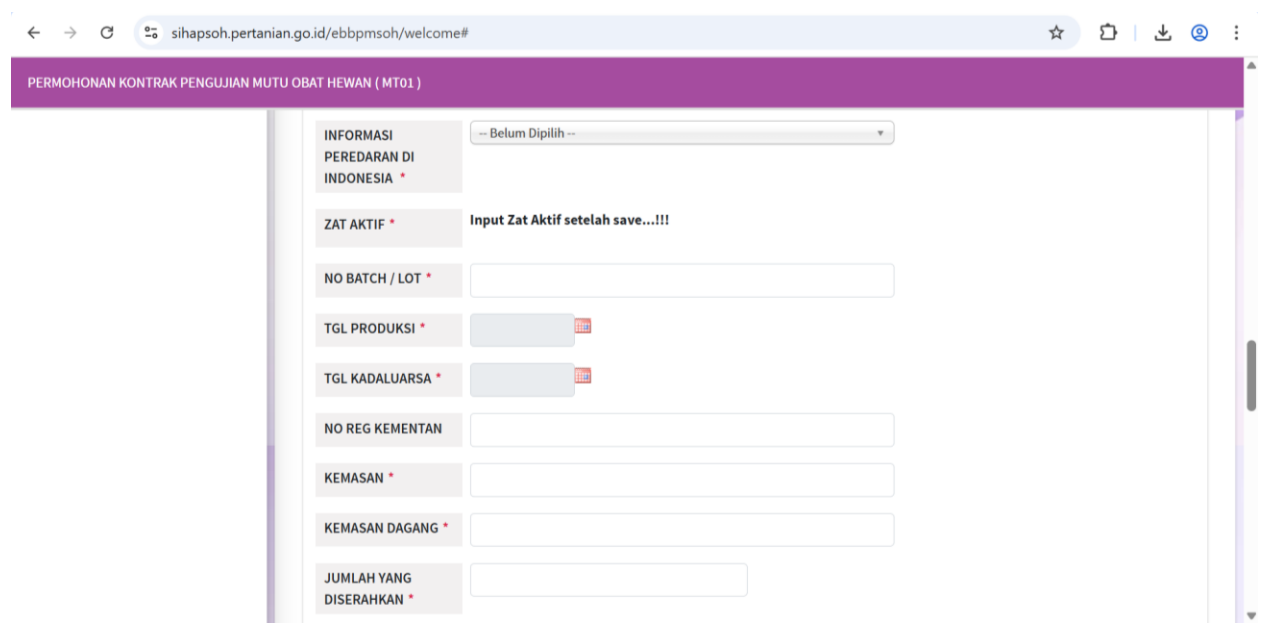 sihapsoh.pertanian.go.id/ebbpmsoh/welcome#
PERMOHONAN KONTRAK PENGUJIAN MUTU OBAT HEWAN ( MT01 )
INFORMASI
PEREDARAN DI
INDONESIA *
-- Belum Dipilih --
ZAT AKTIF *
Input Zat Aktif setelah save...!!!
NO BATCH / LOT *
TGL PRODUKSI *
TGL KADALUARSA *
NO REG KEMENTAN
KEMASAN *
KEMASAN DAGANG *
JUMLAH YANG
DISERAHKAN *